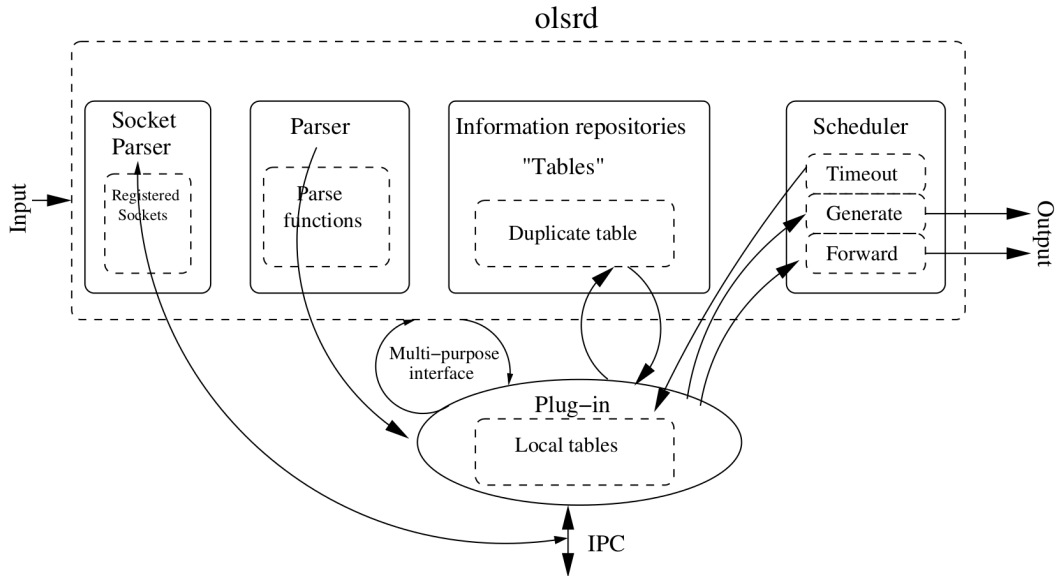 olsrd
Input
Socket
Parser
Registered
Sockets
Parser
Parse
functions
Information repositories
"Tables"
Duplicate table
Scheduler
Timeout
Generate
Forward
Output
Multi−purpose
interface
Plug−in
Local tables
IPC